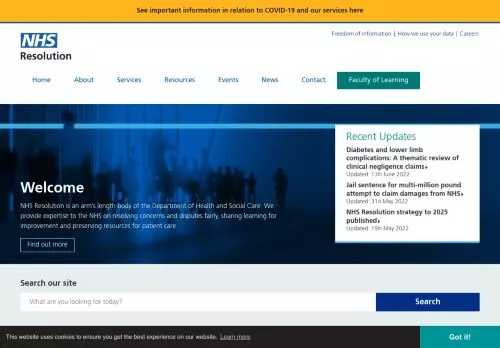 See important information in relation to COVID-19 and our services here
Freedom of information | How we use your data | Careers
NHS
Resolution
Home About Services Resources Events News Contact Faculty of Learning
Recent Updates
Diabetes and lower limb
complications: A thematic review of
clinical negligence claims
Updated: 13th June 2022
Jail sentence for multi-million pound
attempt to claim damages from NHS
Updated: 31st May 2022
NHS Resolution strategy to 2025
published
Updated: 19th May 2022
Welcome
NHS Resolution is an arm's length body of the Department of Health and Social Care. We
provide expertise to the NHS on resolving concerns and disputes fairly, sharing learning for
improvement and preserving resources for patient care
Find out more
Search our site
What are you looking for today?
Search
This website uses cookies to ensure you get the best experience on our website. Learn more
Got it!